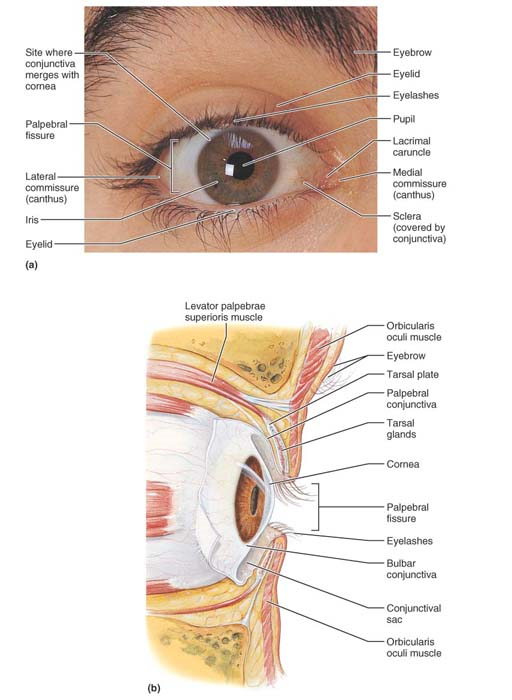 Site where
conjunctiva
merges with
cornea
Palpebral
fissure
Lateral
commissure
(canthus)
Iris
Eyelid
Eyebrow
Eyelid
Eyelashes
Pupil
Lacrimal
caruncle
Medial
commissure
(canthus)
Sclera
(covered by
conjunctiva)
(a)
Levator palpebrae
superioris muscle
Orbicularis
oculi muscle
Eyebrow
Tarsal plate
Palpebral
conjunctiva
Tarsal
glands
Cornea
Palpebral
fissure
Eyelashes
Bulbar
conjunctiva
Conjunctival
sac
Orbicularis
oculi muscle
(b)